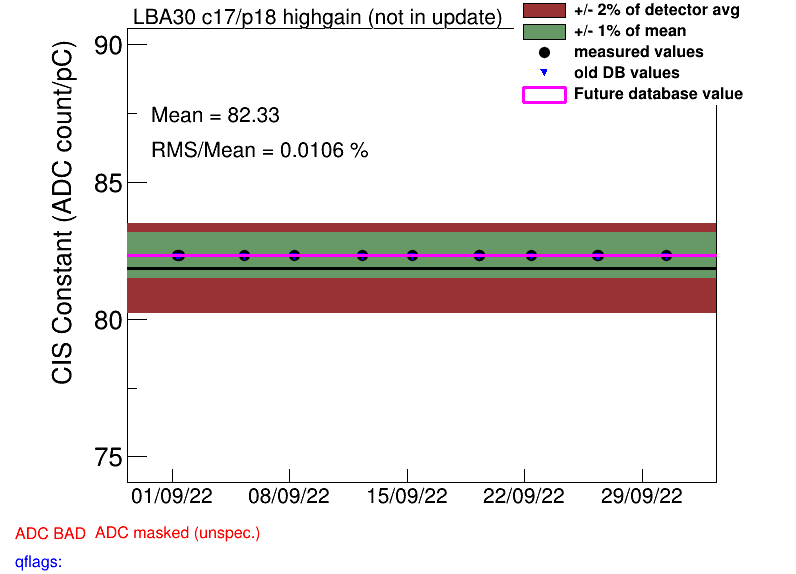 LBA30 c17/p18 highgain (not in update)
+/- 2% of detector avg
+/- 1% of mean
measured values
old DB values
Future database value
CIS Constant (ADC count/pC)
90
85
80
75
Mean = 82.33
RMS/Mean = 0.0106 %
01/09/22 08/09/22 15/09/22 22/09/22 29/09/22
ADC BAD ADC masked (unspec.)
qflags: